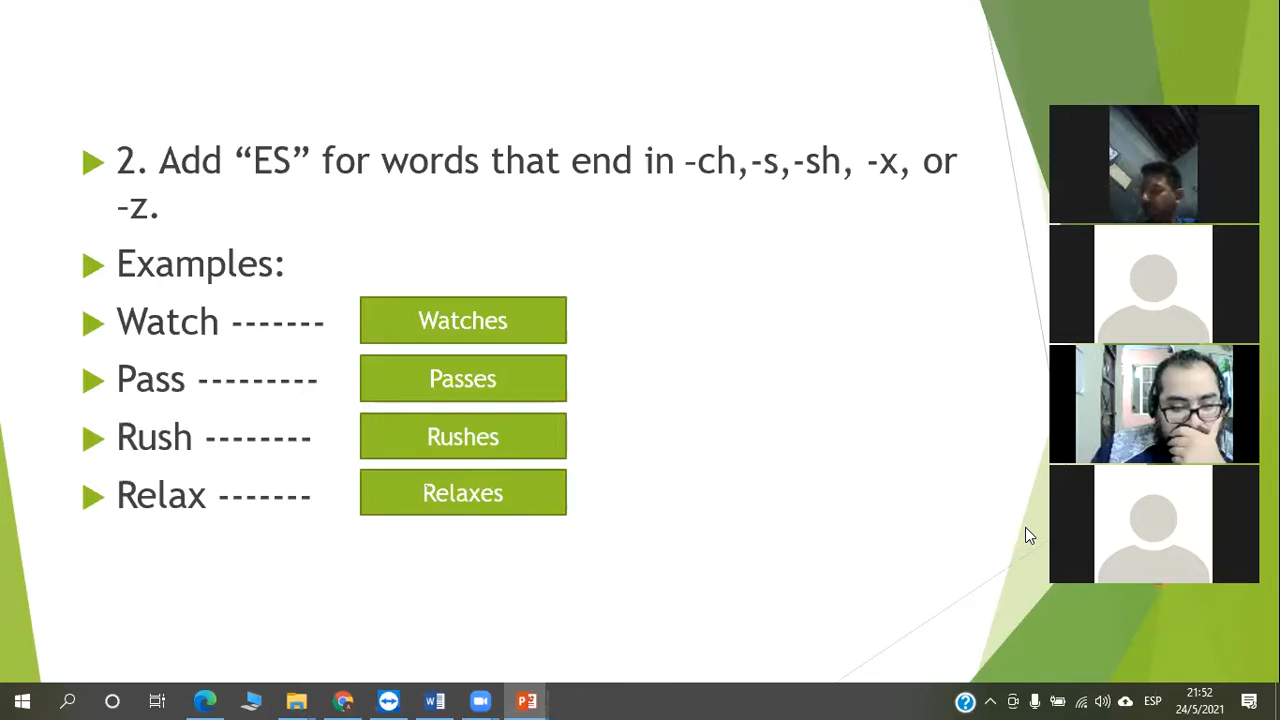 2. Add “ES” for words that end in –ch,-s,-sh, -x, or
–z.
Examples:
Watch ------- Watches
Pass --------- Passes
Rush -------- Rushes
Relax ------- Relaxes
ESP
21:52
24/5/2021